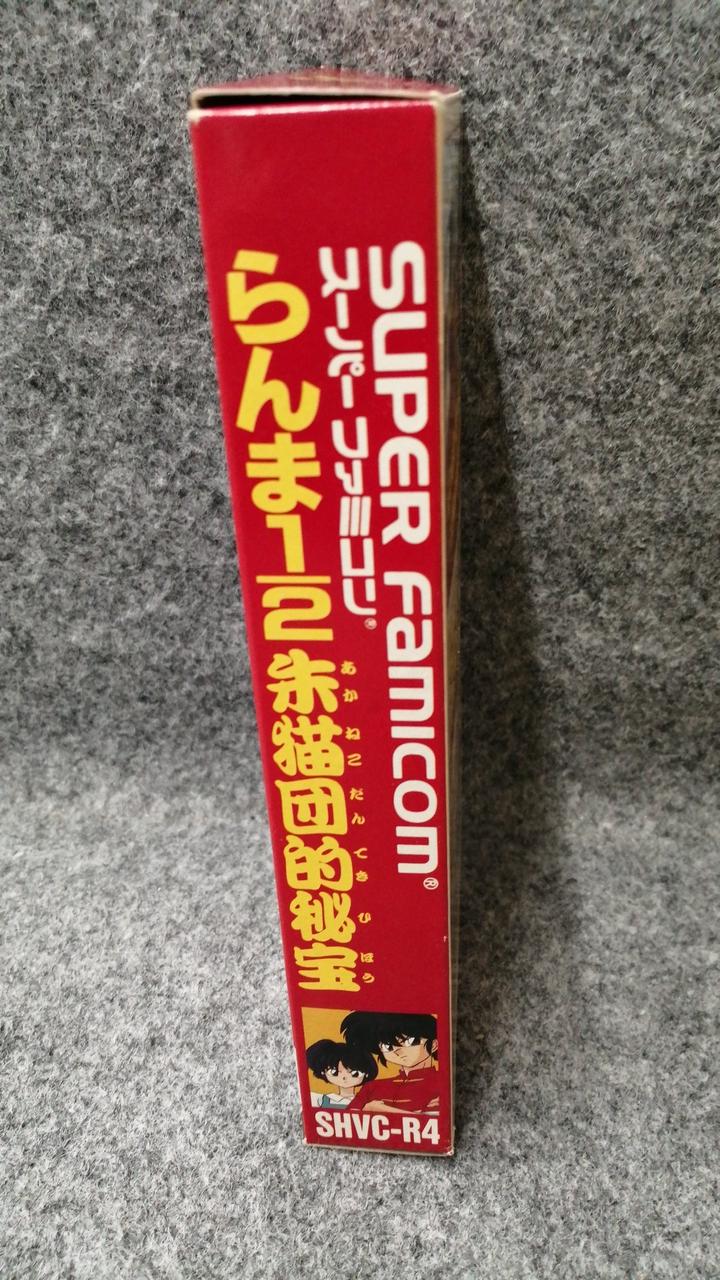 SUPER FAMICOM®
スーパーファミコン®
らんま1/2
あかねこだんてきひほう
朱猫団的秘宝
SHVC-R4